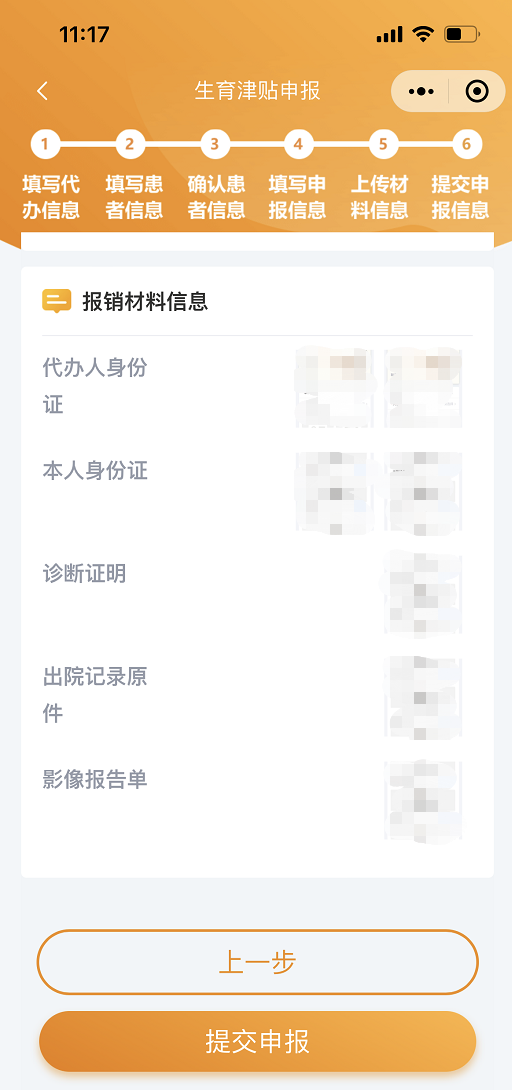 11:17
生育津贴申报
1 2 3 4 5 6
填写代 填写患 确认患 填写申 上传材 提交申
办信息 者信息 者信息 报信息 料信息 报信息
报销材料信息
代办人身份
证
本人身份证
诊断证明
出院记录原
件
影像报告单
上一步
提交申报